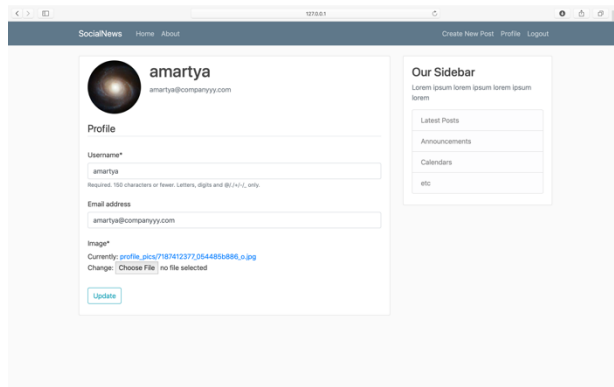 127.0.0.1
SocialNews Home About Create New Post Profile Logout
amartya
amartya@companyyy.com
Profile
Username*
amartya
Required. 150 characters or fewer. Letters, digits and @/./+/-/_ only.
Email address
amartya@companyyy.com
Image*
Currently: profile_pics/7187412377_054485b886_o.jpg
Change: Choose File no file selected
Update
Our Sidebar
Lorem ipsum lorem ipsum lorem ipsum
lorem
Latest Posts
Announcements
Calendars
etc